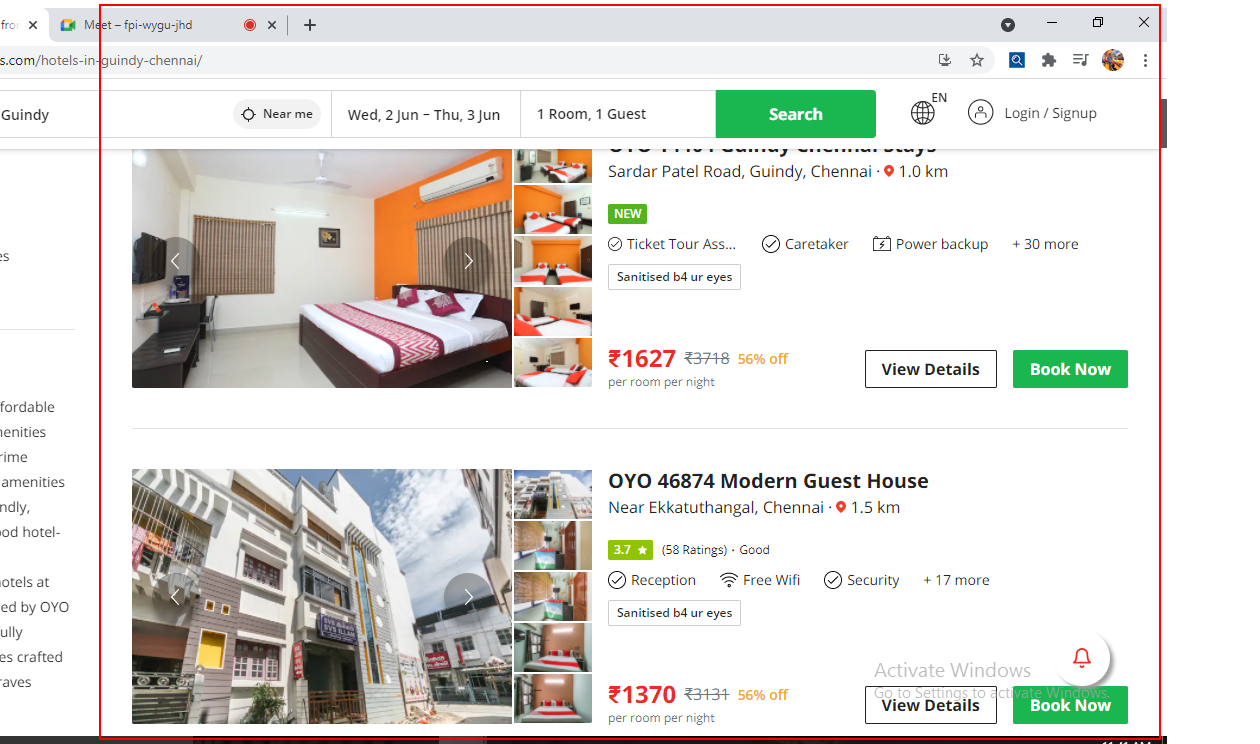 fror
Meet – fpi-wygu-jhd
s.com/hotels-in-guindy-chennai/
Guindy
Near me
Wed, 2 Jun – Thu, 3 Jun
1 Room, 1 Guest
Search
EN
Login / Signup
Guindy Chennai Stays
Sardar Patel Road, Guindy, Chennai · 1.0 km
NEW
Ticket Tour Ass...
Caretaker
Power backup
+ 30 more
Sanitised b4 ur eyes
₹1627 ₹3718 56% off
per room per night
View Details
Book Now
OYO 46874 Modern Guest House
Near Ekkatuthangal, Chennai · 1.5 km
3.7 ★ (58 Ratings) · Good
Reception
Free Wifi
Security
+ 17 more
Sanitised b4 ur eyes
₹1370 ₹3131 56% off
per room per night
View Details
Book Now
Activate Windows
Go to Settings to activate Windows.
SVS ILLAM
es
fordable
nenities
rime
amenities
ndly,
od hotel-
otels at
ed by OYO
ully
es crafted
raves